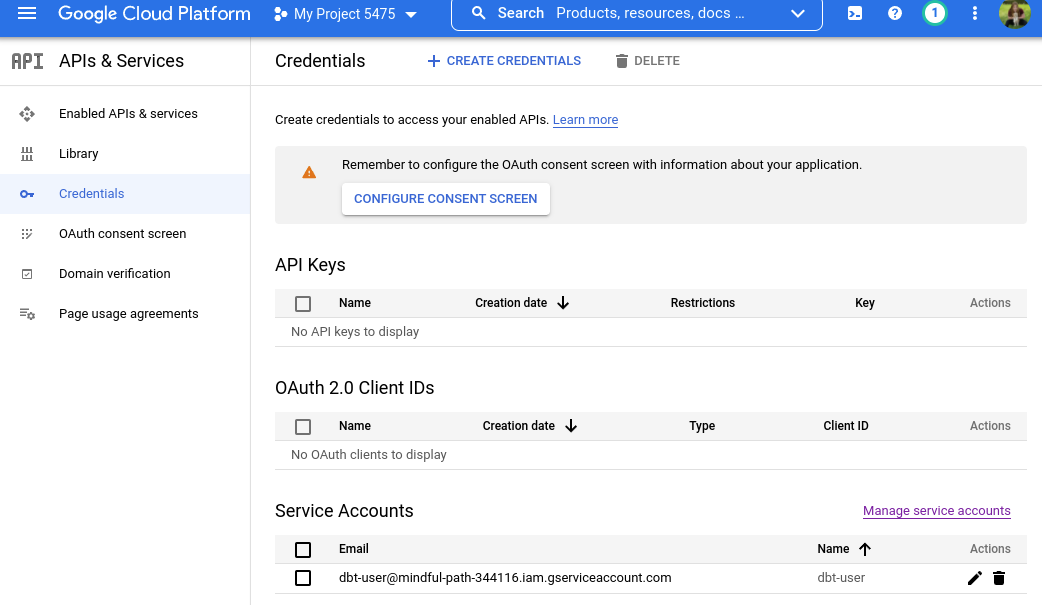 Google Cloud Platform My Project 5475 Search Products, resources, docs ... 1
API APIs & Services
Credentials CREATE CREDENTIALS DELETE
Enabled APIs & services
Library
Credentials
OAuth consent screen
Domain verification
Page usage agreements
Create credentials to access your enabled APIs. Learn more
Remember to configure the OAuth consent screen with information about your application.
CONFIGURE CONSENT SCREEN
API Keys
Name Creation date Restrictions Key Actions
No API keys to display
OAuth 2.0 Client IDs
Name Creation date Type Client ID Actions
No OAuth clients to display
Service Accounts Manage service accounts
Email Name Actions
dbt-user@mindful-path-344116.iam.gserviceaccount.com dbt-user